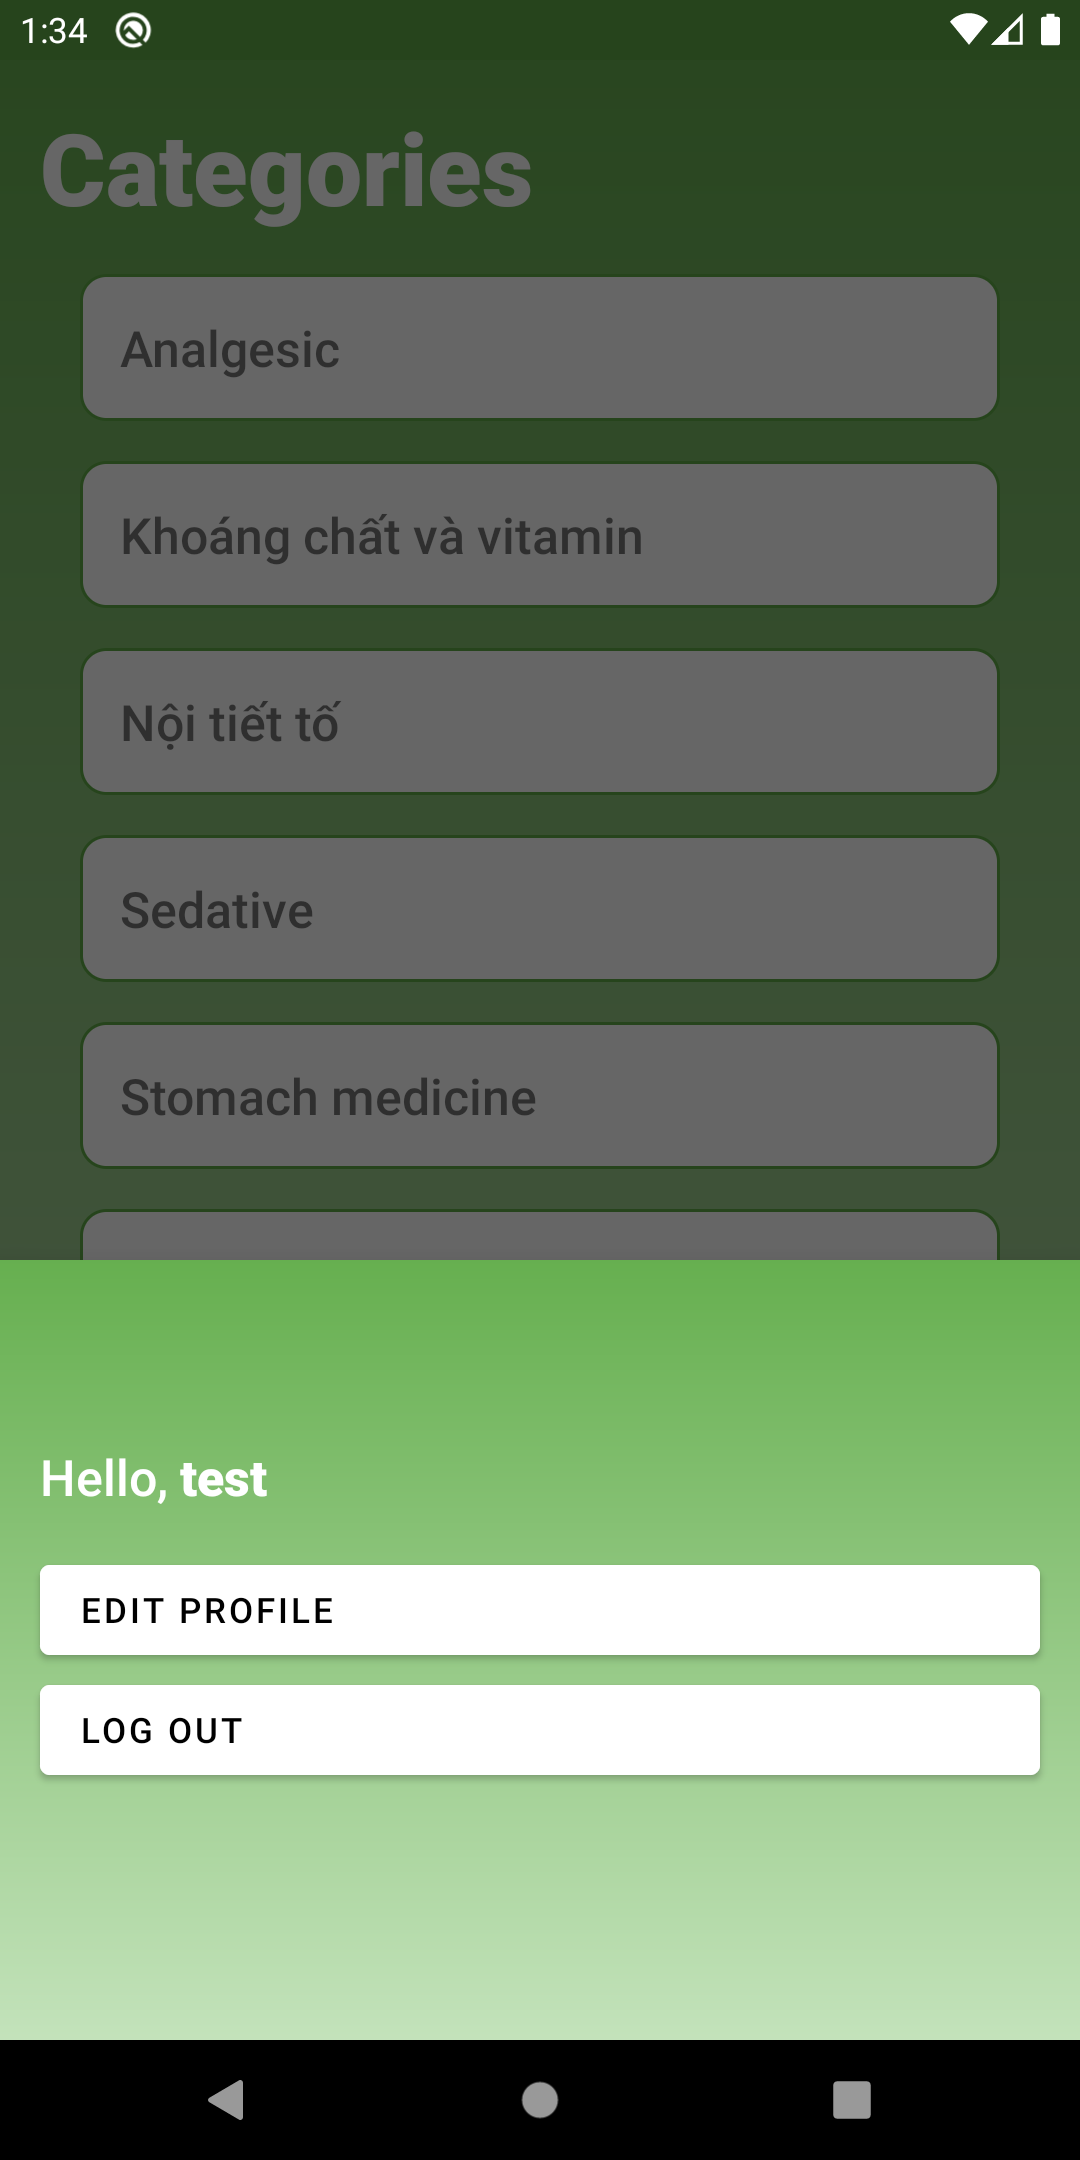 1:34
Categories
Analgesic
Khoáng chất và vitamin
Nội tiết tố
Sedative
Stomach medicine
Hello, test
EDIT PROFILE
LOG OUT